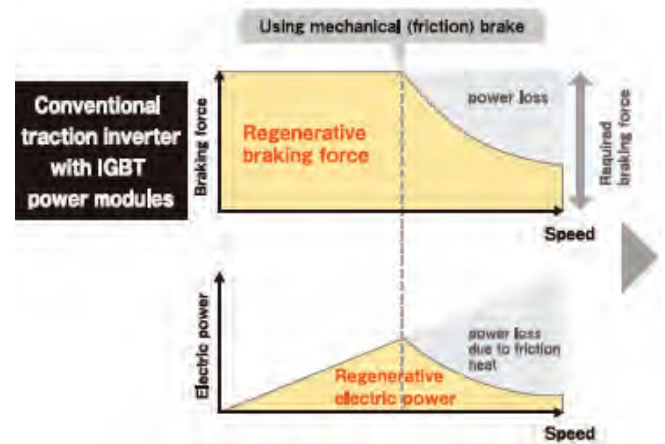 Using mechanical (friction) brake
Conventional
traction inverter
with IGBT
power modules
Braking force
Regenerative
braking force
power loss
Required
braking force
Speed
Electric power
Regenerative
electric power
power loss
due to friction
heat
Speed